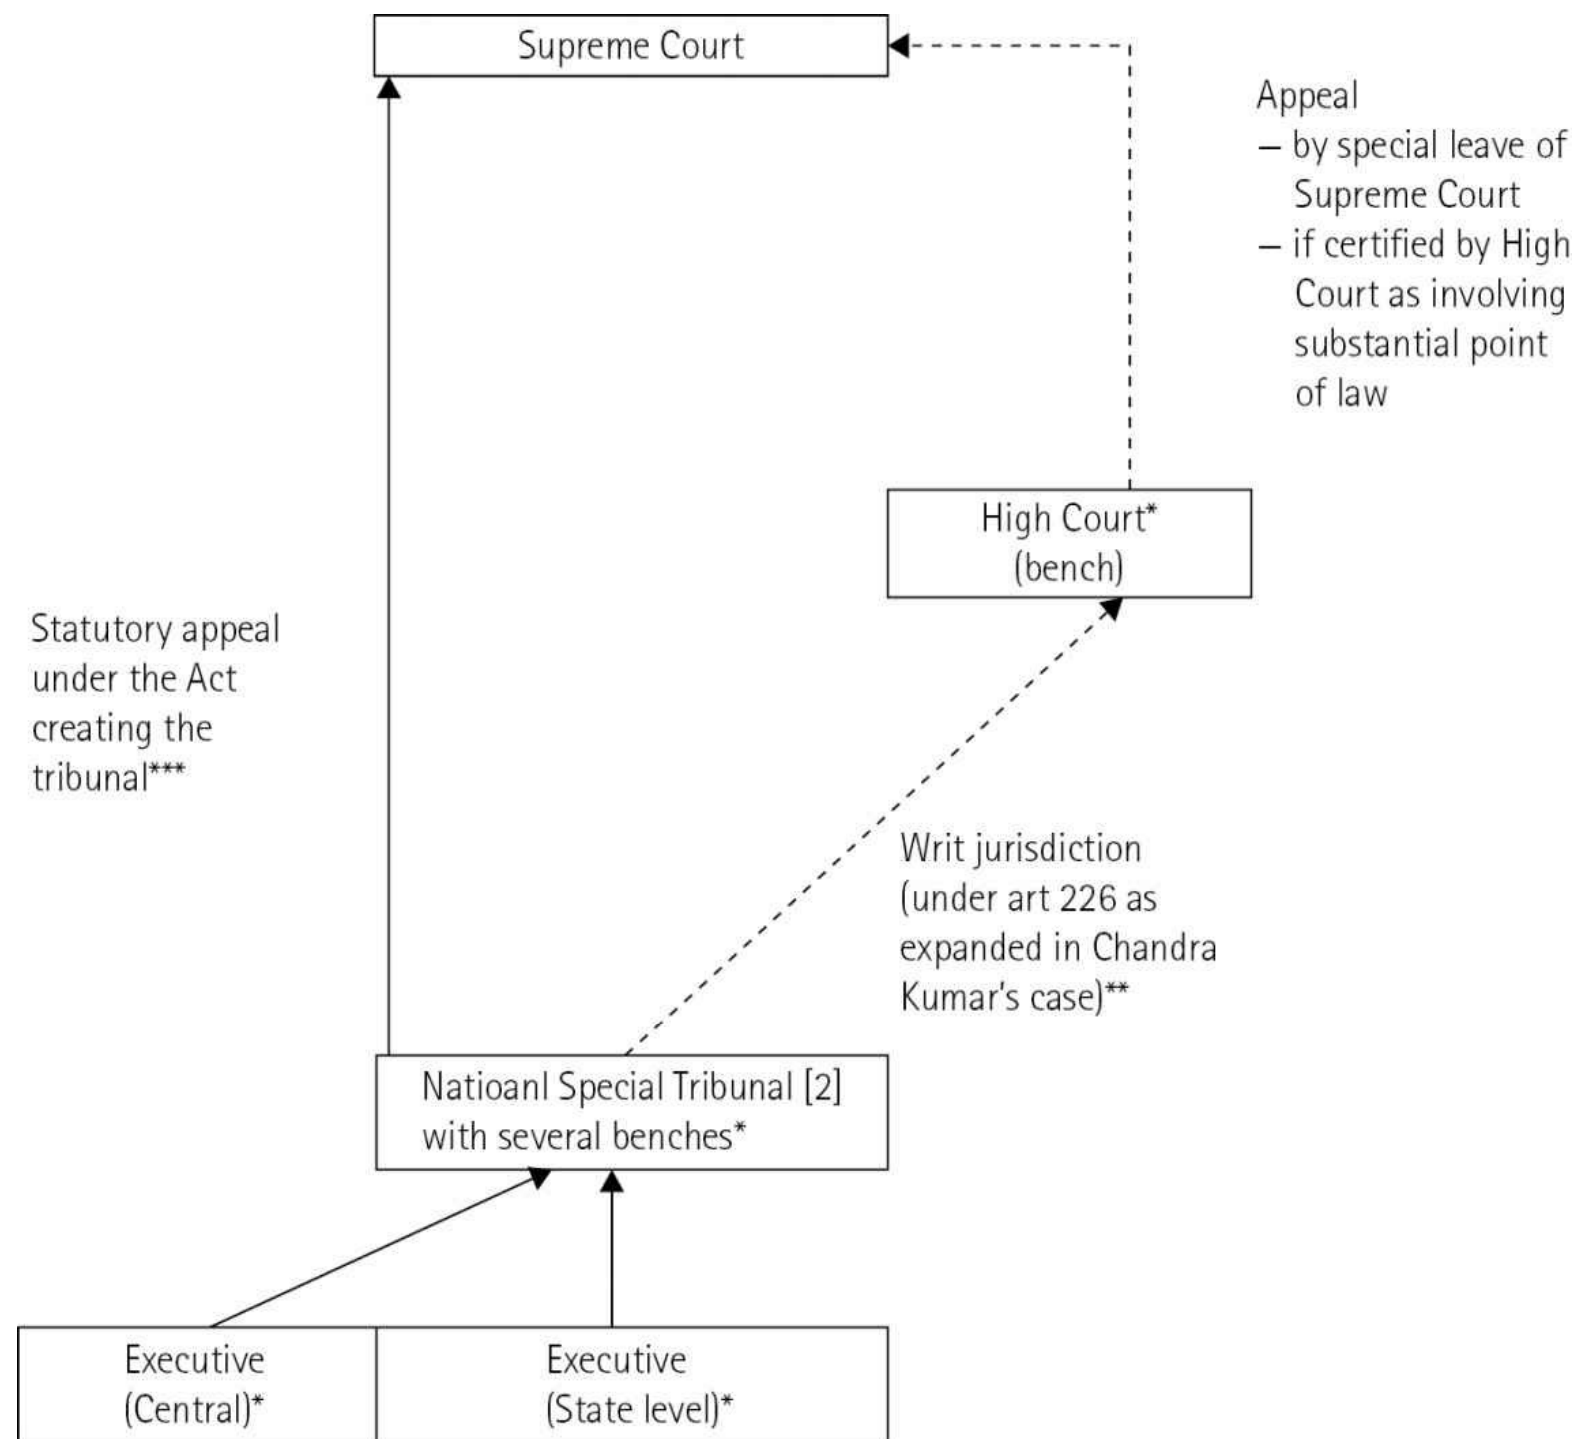 Supreme Court
Appeal
– by special leave of
Supreme Court
– if certified by High
Court as involving
substantial point
of law
High Court*
(bench)
Statutory appeal
under the Act
creating the
tribunal***
Writ jurisdiction
(under art 226 as
expanded in Chandra
Kumar's case)**
Natioanl Special Tribunal [2]
with several benches*
Executive
(Central)*
Executive
(State level)*